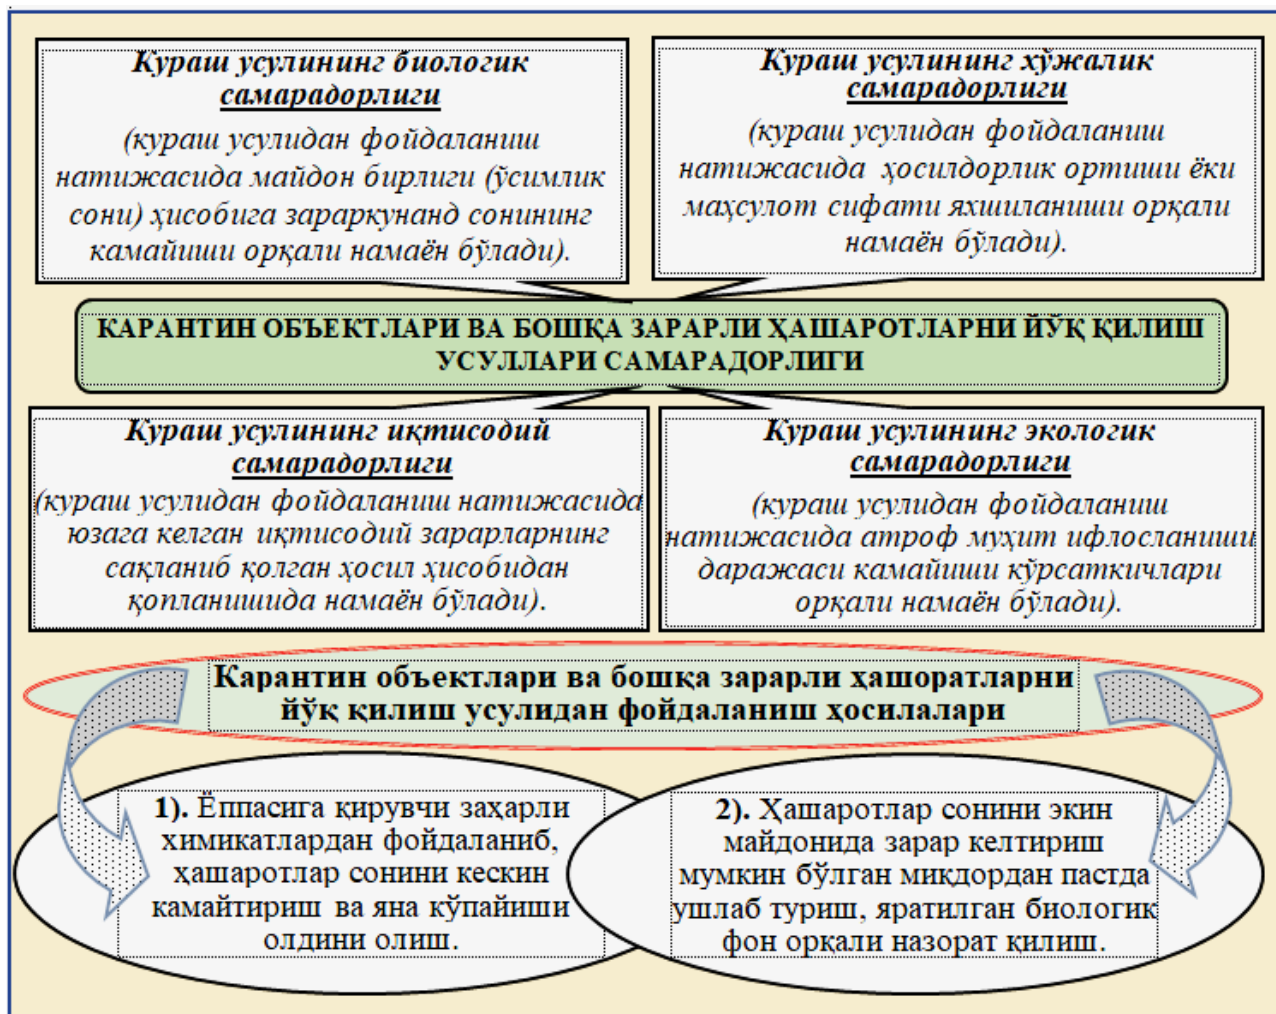 Кураш усулининг биологик
самарадорлиги
(кураш усулидан фойдаланиш
натижасида майдон бирлиги (ўсимлик
сони) ҳисобига зараркунанд сонининг
камайиши орқали намаён бўлади).
Кураш усулининг хўжалик
самарадорлиги
(кураш усулидан фойдаланиш
натижасида ҳосилдорлик ортиши ёки
маҳсулот сифати яхшиланиши орқали
намаён бўлади).
КАРАНТИН ОБЪЕКТЛАРИ ВА БОШҚА ЗАРАРЛИ ҲАШАРОТЛАРНИ ЙЎҚ ҚИЛИШ
УСУЛЛАРИ САМАРАДОРЛИГИ
Кураш усулининг иқтисодий
самарадорлиги
(кураш усулидан фойдаланиш натижасида
юзага келган иқтисодий зарарларнинг
сақланиб қолган ҳосил ҳисобидан
қопланишида намаён бўлади).
Кураш усулининг экологик
самарадорлиги
(кураш усулидан фойдаланиш
натижасида атроф муҳит ифлосланиши
даражаси камайиши кўрсаткичлари
орқали намаён бўлади).
Карантин объектлари ва бошқа зарарли ҳашоратларни
йўқ қилиш усулидан фойдаланиш ҳосилалари
1). Ёппасига қирувчи заҳарли
химикатлардан фойдаланиб,
ҳашаротлар сонини кескин
камайтириш ва яна кўпайиши
олдини олиш.
2). Ҳашаротлар сонини экин
майдонида зарар келтириш
мумкин бўлган миқдордан пастда
ушлаб туриш, яратилган биологик
фон орқали назорат қилиш.